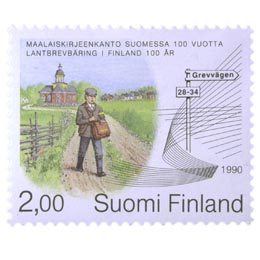 MAALAISKIRJEENKANTO SUOMESSA 100 VUOTTA
LANTBREVBÄRING I FINLAND 100 ÅR
Grevvägen
28-34
1990
2,00 Suomi Finland